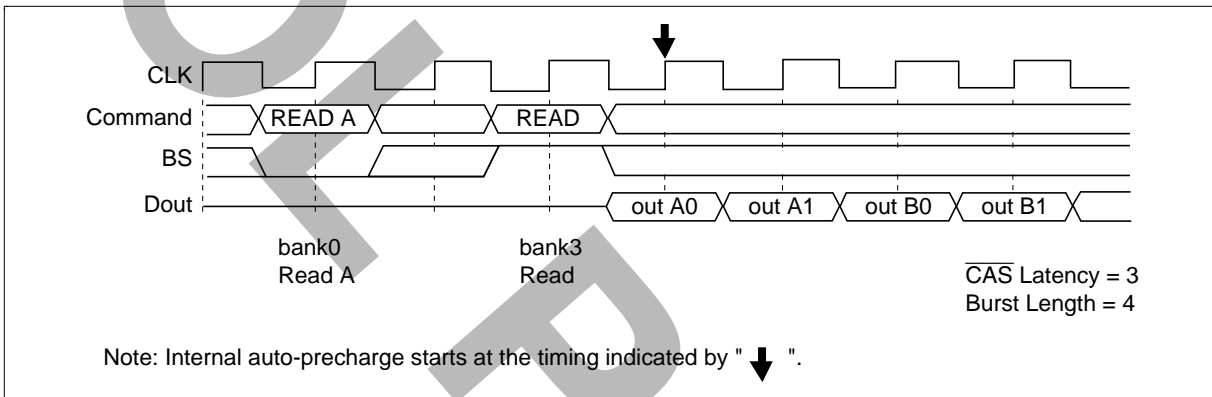 CLK
Command READ A READ
BS
Dout out A0 out A1 out B0 out B1
bank0 bank3
Read A Read
CAS Latency = 3
Burst Length = 4
Note: Internal auto-precharge starts at the timing indicated by " ".